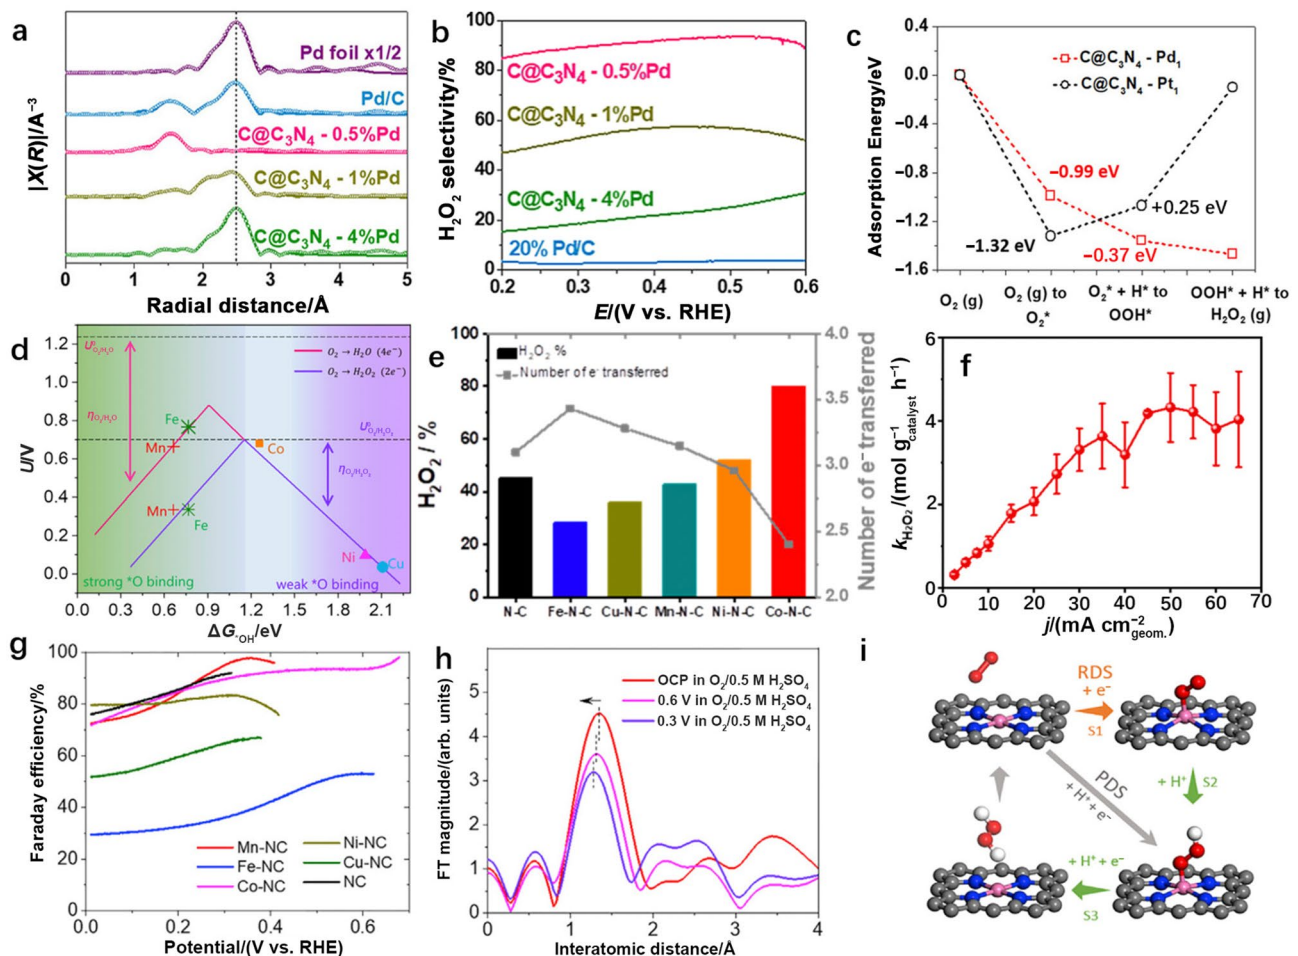 a
Pd foil x1/2
Pd/C
C@C₃N₄ - 0.5%Pd
C@C₃N₄ - 1%Pd
C@C₃N₄ - 4%Pd
|X(R)|/A⁻³
0 1 2 3 4 5
Radial distance/Å
b
100
80
60
40
20
0
H₂O₂ selectivity/%
C@C₃N₄ - 0.5%Pd
C@C₃N₄ - 1%Pd
C@C₃N₄ - 4%Pd
20% Pd/C
0.2 0.3 0.4 0.5 0.6
E/(V vs. RHE)
c
0.4
0.0
−0.4
−0.8
−1.2
−1.6
Adsorption Energy/eV
C@C₃N₄ - Pd₁
C@C₃N₄ - Pt₁
−0.99 eV
+0.25 eV
−1.32 eV
−0.37 eV
O₂ (g)
O₂ (g) to
O₂*
O₂* + H* to
OOH*
OOH* + H* to
H₂O₂ (g)
d
1.2
1.0
0.8
0.6
0.4
0.2
0.0
U/V
O₂ → H₂O (4e⁻)
O₂ → H₂O₂ (2e⁻)
U⁰O₂/H₂O
ηO₂/H₂O
U⁰O₂/H₂O₂
ηO₂/H₂O₂
Fe
Mn
Co
Mn
Fe
Ni
Cu
strong *O binding
weak *O binding
0.0 0.3 0.6 0.9 1.2 1.5 1.8 2.1
ΔG*OH/eV
e
100
80
60
40
20
0
H₂O₂ / %
H₂O₂ %
Number of e⁻ transferred
4.0
3.5
3.0
2.5
2.0
Number of e⁻ transferred
N-C Fe-N-C Cu-N-C Mn-N-C Ni-N-C Co-N-C
f
6
4
2
0
kH₂O₂/(mol g⁻¹catalyst h⁻¹)
0 10 20 30 40 50 60 70
j/(mA cm⁻²geom.)
g
100
80
60
40
20
0
Faraday efficiency/%
Mn-NC
Fe-NC
Co-NC
Ni-NC
Cu-NC
NC
0.0 0.2 0.4 0.6
Potential/(V vs. RHE)
h
5
4
3
2
1
0
FT magnitude/(arb. units)
OCP in O₂/0.5 M H₂SO₄
0.6 V in O₂/0.5 M H₂SO₄
0.3 V in O₂/0.5 M H₂SO₄
0 1 2 3 4
Interatomic distance/Å
i
RDS
+ e⁻
S1
PDS
+ H⁺+ e⁻
+ H⁺
S2
+ H⁺ + e⁻
S3